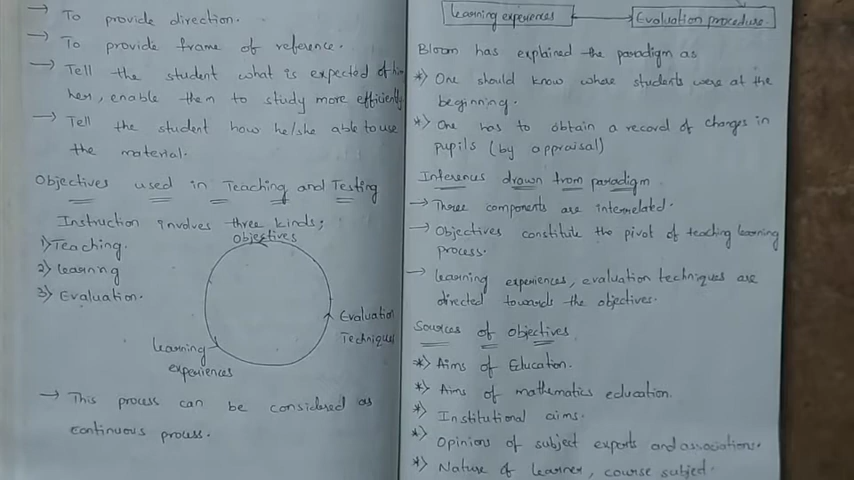 → To provide direction.
→ To provide frame of reference.
→ Tell the student what is expected of him
her, enable them to study more efficiently
→ Tell the student how he/she able to use
the material.
Objectives used in Teaching and Testing
Instruction involves three kinds;
1) Teaching.
2) learning
3) Evaluation.
Objectives
Evaluation
Techniques
learning
experiences
→ This process can be considered as
continuous process.
learning experiences
Evaluation procedure.
Bloom has explained the paradigm as
*) One should know where students were at the
beginning.
*) One has to obtain a record of changes in
pupils (by appraisal)
Inferences drawn from paradigm
→ Three components are interrelated.
→ Objectives constitute the pivot of teaching learning
process.
→ learning experiences, evaluation techniques are
directed towards the objectives.
Sources of objectives
*) Aims of Education.
*) Aims of mathematics education.
*) Institutional aims.
*) Opinions of subject experts and associations.
*) Nature of learner, course subject.